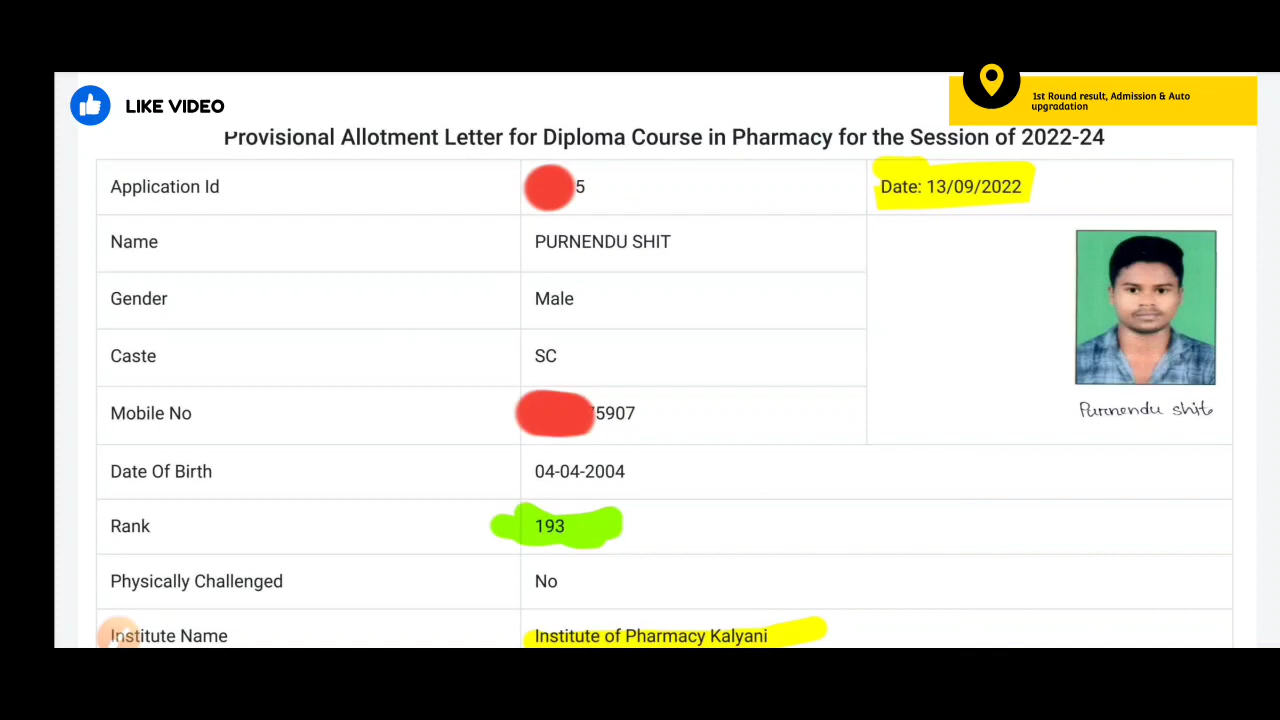 LIKE VIDEO
1st Round result, Admission & Auto
upgradation
Provisional Allotment Letter for Diploma Course in Pharmacy for the Session of 2022-24
Application Id 5 Date: 13/09/2022
Name PURNENDU SHIT
Gender Male
Caste SC
Mobile No 5907
Purnendu shit
Date Of Birth 04-04-2004
Rank 193
Physically Challenged No
Institute Name Institute of Pharmacy Kalyani